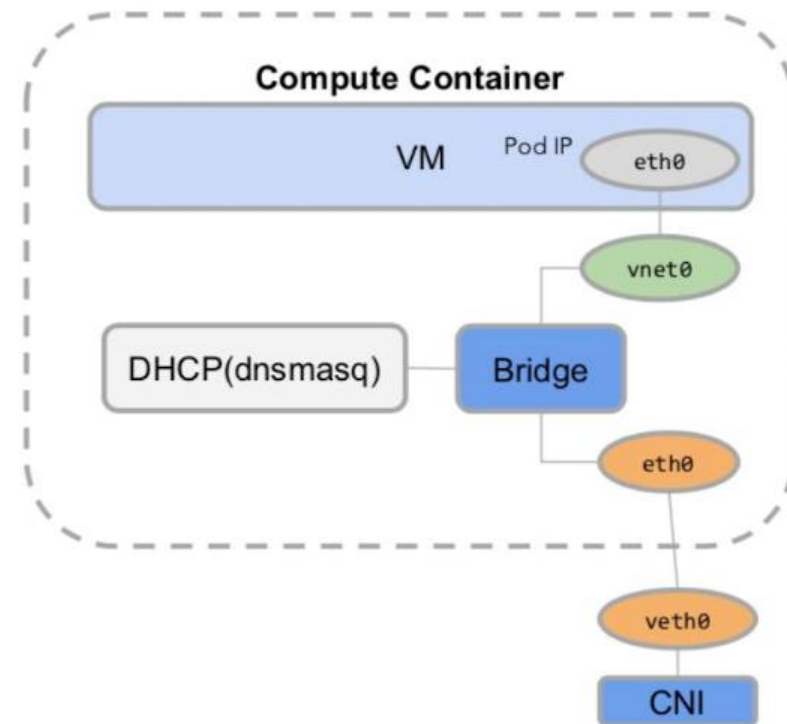 Compute Container
VM
Pod IP
eth0
vnet0
DHCP(dnsmasq)
Bridge
eth0
veth0
CNI